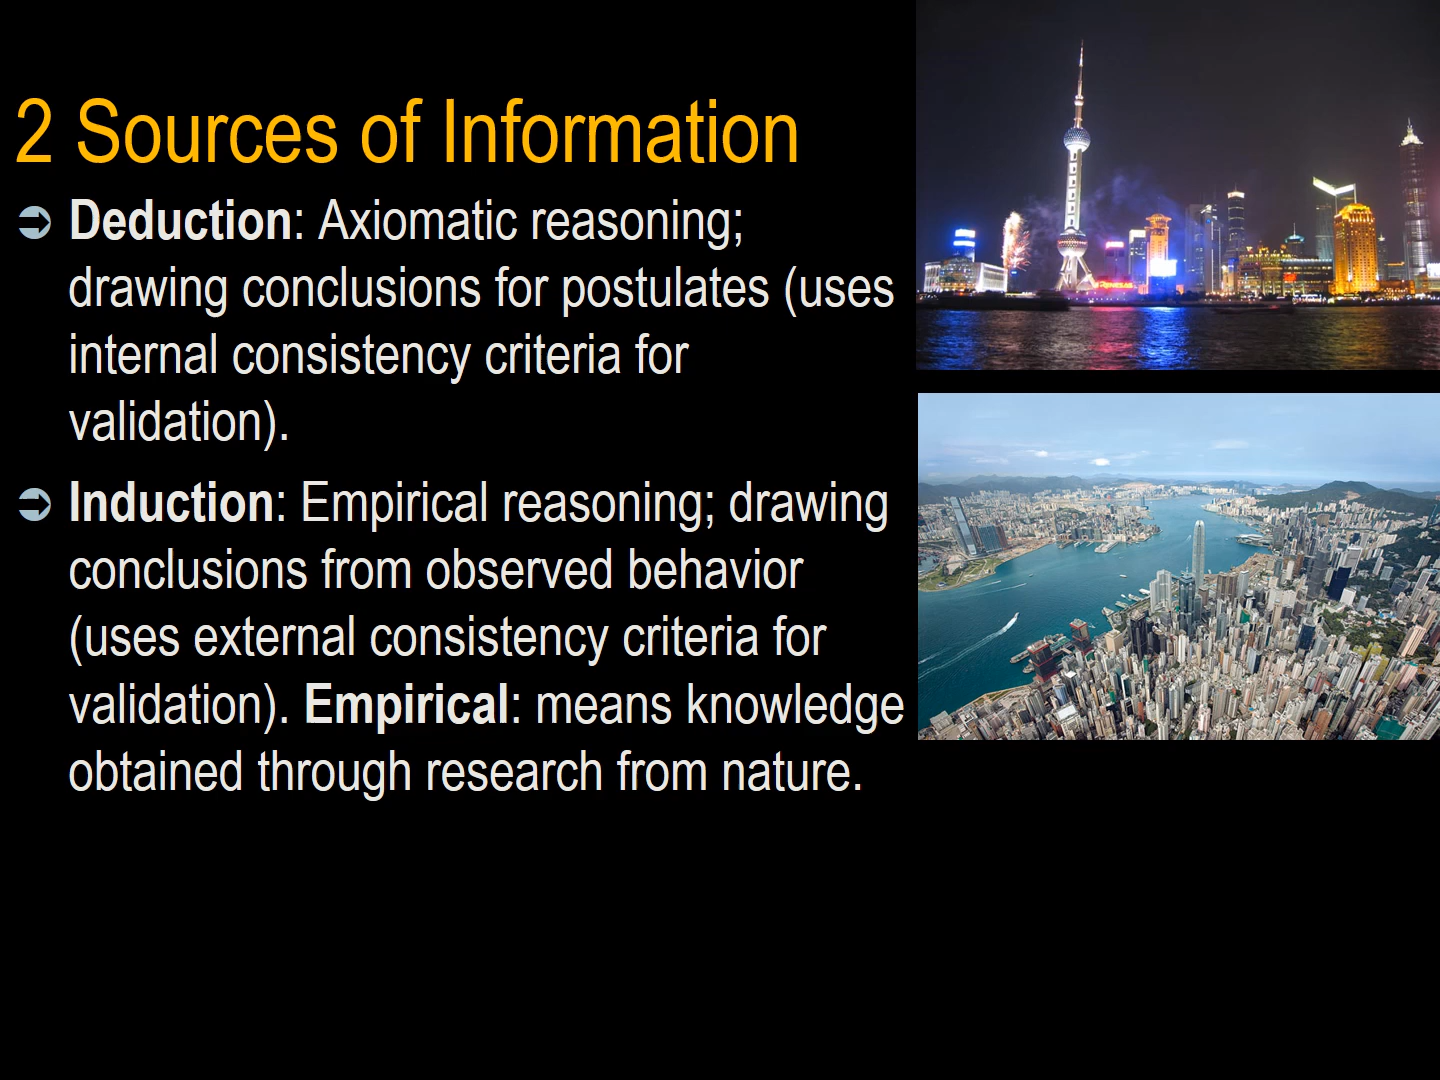 2 Sources of Information
Deduction: Axiomatic reasoning;
drawing conclusions for postulates (uses
internal consistency criteria for
validation).
Induction: Empirical reasoning; drawing
conclusions from observed behavior
(uses external consistency criteria for
validation). Empirical: means knowledge
obtained through research from nature.